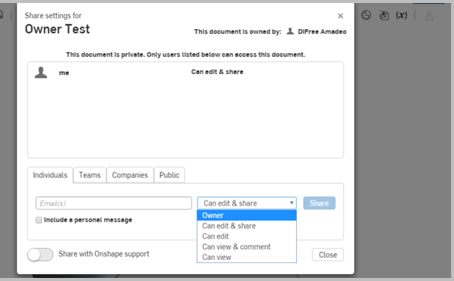 Share settings for
×
Owner Test
This document is owned by: DiFree Amadeo
(x)
This document is private. Only users listed below can access this document.
me Can edit & share
Individuals Teams Companies Public
Email(s) Can edit & share Share
Include a personal message
Owner
Can edit & share
Can edit
Can view & comment
Can view
Share with Onshape support
Close